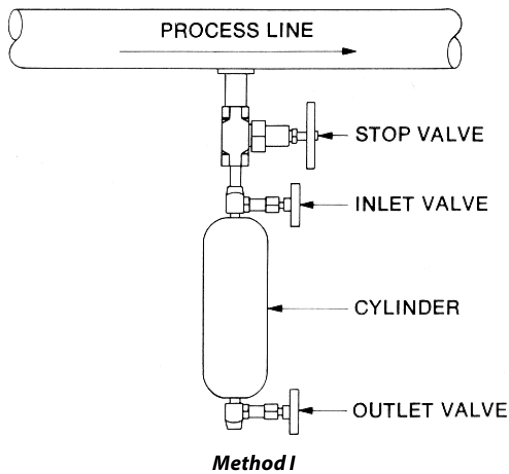 PROCESS LINE
STOP VALVE
INLET VALVE
CYLINDER
OUTLET VALVE
Method I